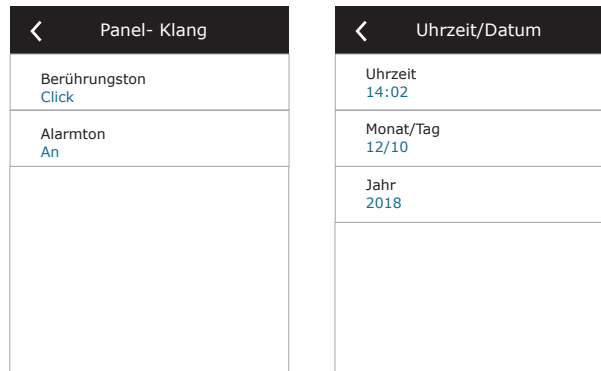 Panel- Klang
Berührungston
Click
Alarmton
An
Uhrzeit/Datum
Uhrzeit
14:02
Monat/Tag
12/10
Jahr
2018